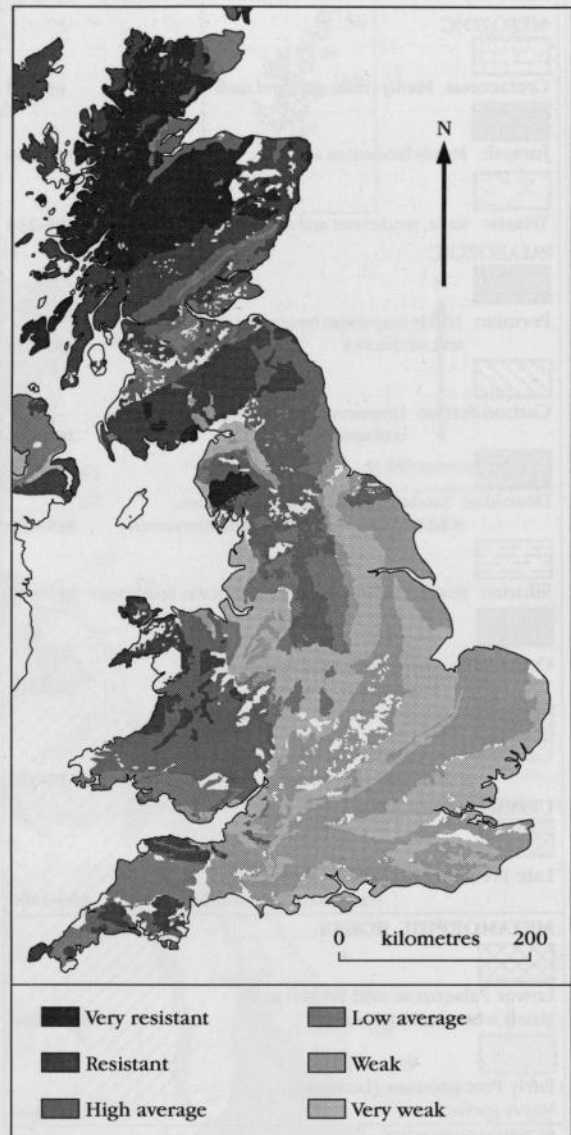 N
0 kilometres 200
Very resistant
Resistant
High average
Low average
Weak
Very weak